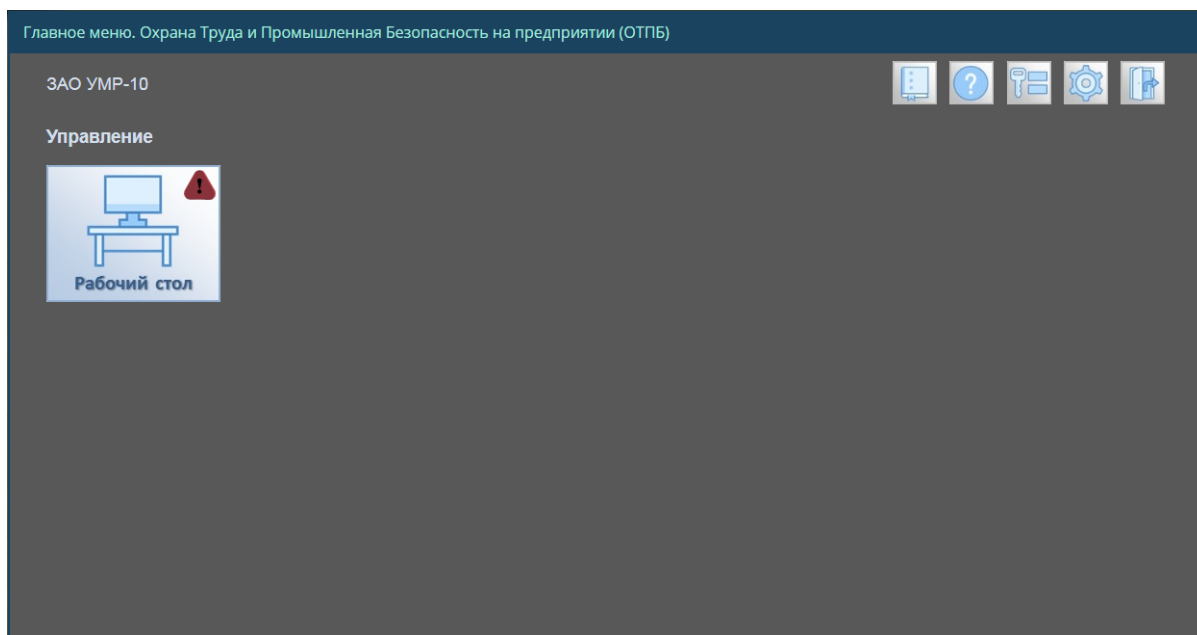 Главное меню. Охрана Труда и Промышленная Безопасность на предприятии (ОТПБ)
ЗАО УМР-10
Управление
Рабочий стол